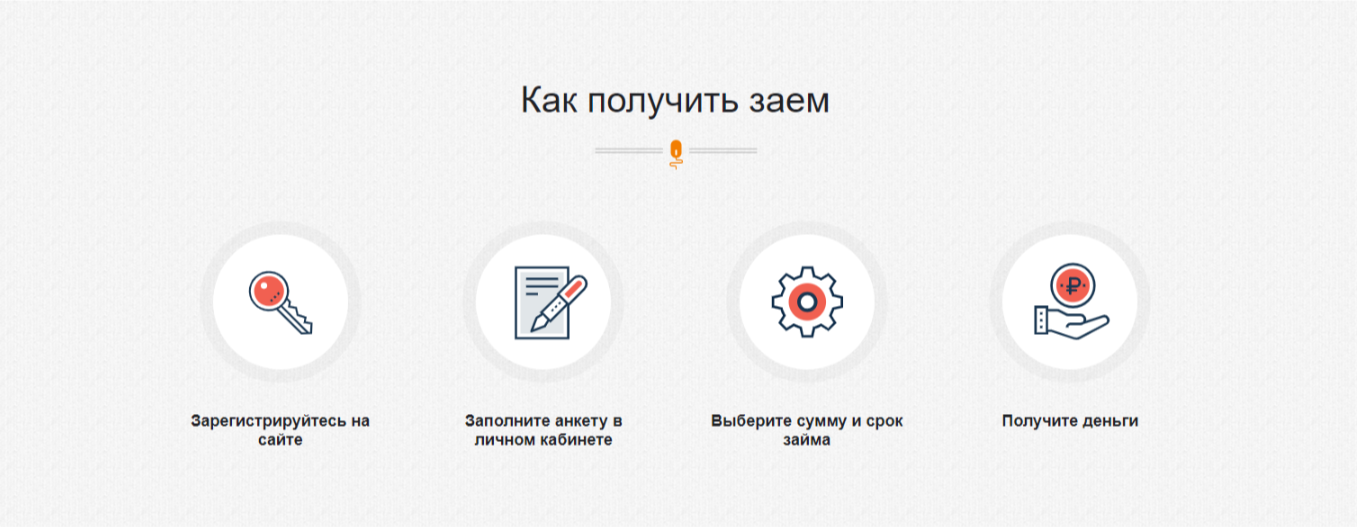 Как получить заем
Зарегистрируйтесь на
сайте
Заполните анкету в
личном кабинете
Выберите сумму и срок
займа
Получите деньги